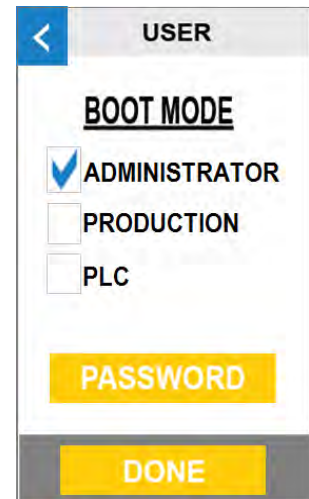 USER
BOOT MODE
ADMINISTRATOR
PRODUCTION
PLC
PASSWORD
DONE